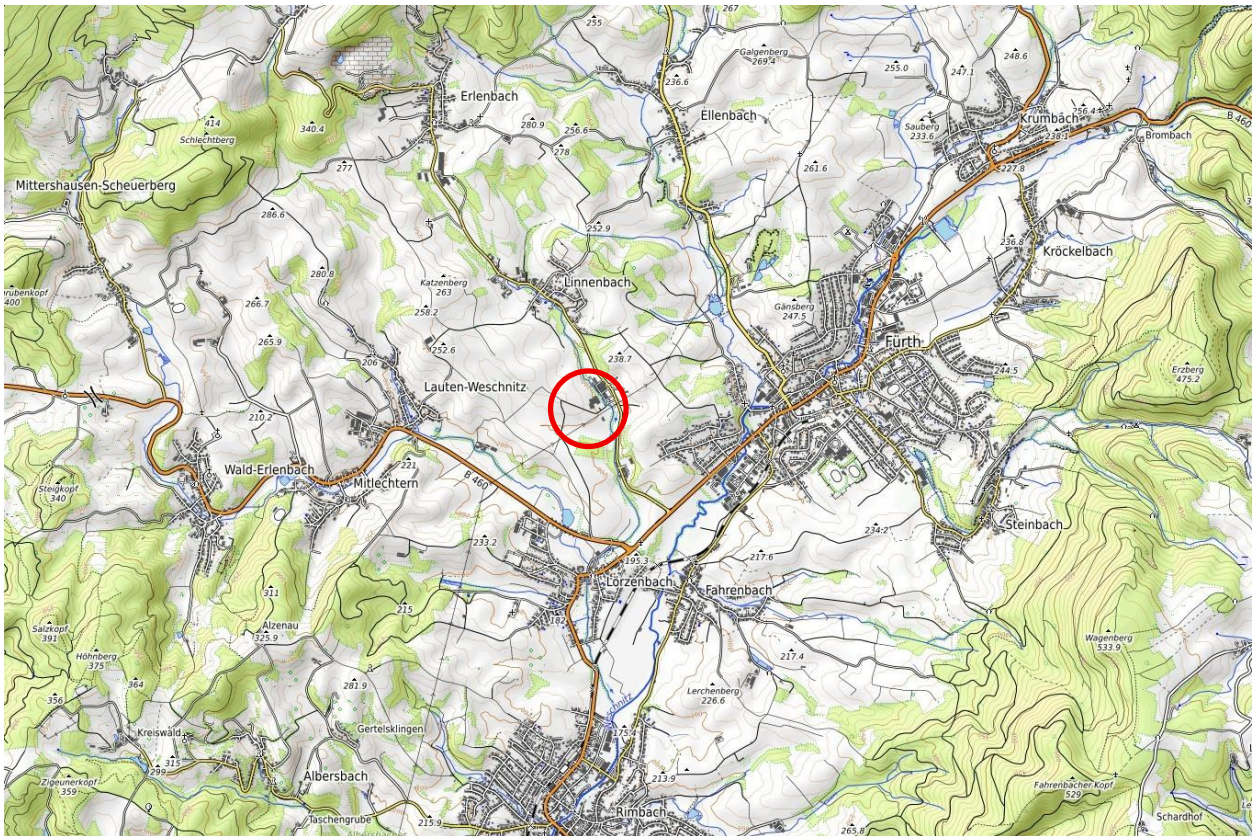 255
267
Galgenberg
269.4
248.6
247.1
255.0
236.6
Erlenbach
Ellenbach
280.9
256.6
256.4
Krumbach
238.1
B 460
Brombach
Sauberg
233.6
414
Schlechtberg
340.4
278
277
261.6
227.8
Mittershausen-Scheuerberg
286.6
252.9
236.8
Kröckelbach
280.8
Katzenberg
263
Linnenbach
400
266.7
258.2
Gänsberg
247.5
265.9
252.6
206
238.7
Fürth
244.5
Erzberg
475.2
Lauten-Weschnitz
210.2
Wald-Erlenbach
221
Mitlechtern
B 460
Steigkopf
340
Steinbach
234.2
233.2
195.3
217.6
Lörzenbach
Fahrenbach
311
215
182
Salzkopf
391
Alzenau
325.9
Wagenberg
533.9
Höhnberg
375
364
217.4
281.9
Lerchenberg
226.6
356
Kreiswald
Gertelsklingen
175.4
315
299
Albersbach
213.9
Zigeunerkopf
359
Fahrenbacher Kopf
529
Taschengrube
215.9
Rimbach
265.8
Schardhof